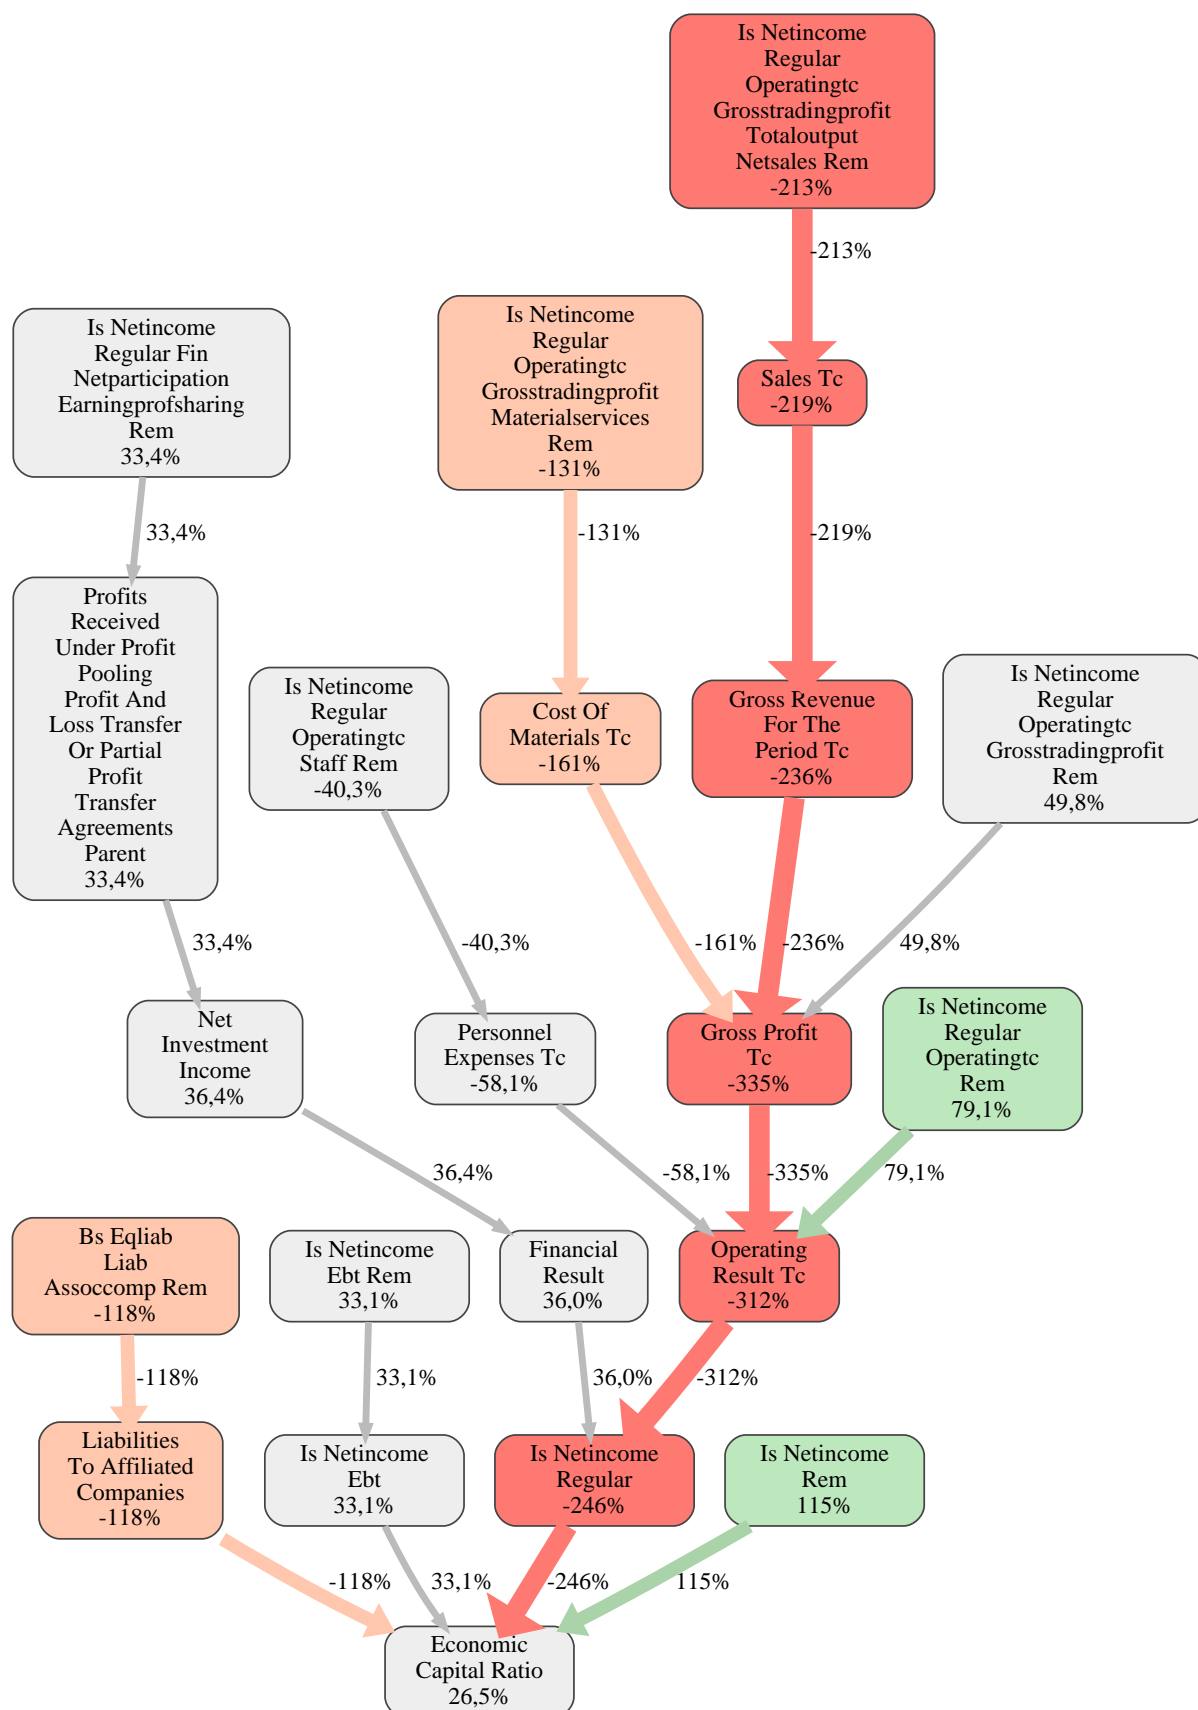 Is Netincome
Regular
Operatingtc
Grosstradingprofit
Totaloutput
Netsales Rem
-213%
-213%
Is Netincome
Regular Fin
Netparticipation
Earningprofsharing
Rem
33,4%
Is Netincome
Regular
Operatingtc
Grosstradingprofit
Materialservices
Rem
-131%
Sales Tc
-219%
33,4%
-131%
-219%
Profits
Received
Under Profit
Pooling
Profit And
Loss Transfer
Or Partial
Profit
Transfer
Agreements
Parent
33,4%
Is Netincome
Regular
Operatingtc
Staff Rem
-40,3%
Cost Of
Materials Tc
-161%
Gross Revenue
For The
Period Tc
-236%
Is Netincome
Regular
Operatingtc
Grosstradingprofit
Rem
49,8%
33,4%
-40,3%
-161%
-236%
49,8%
Net
Investment
Income
36,4%
Personnel
Expenses Tc
-58,1%
Gross Profit
Tc
-335%
Is Netincome
Regular
Operatingtc
Rem
79,1%
36,4%
-58,1%
-335%
79,1%
Bs Eqliab
Liab
Assoccomp Rem
-118%
Is Netincome
Ebt Rem
33,1%
Financial
Result
36,0%
Operating
Result Tc
-312%
-118%
33,1%
36,0%
-312%
Liabilities
To Affiliated
Companies
-118%
Is Netincome
Ebt
33,1%
Is Netincome
Regular
-246%
Is Netincome
Rem
115%
-118%
33,1%
-246%
115%
Economic
Capital Ratio
26,5%